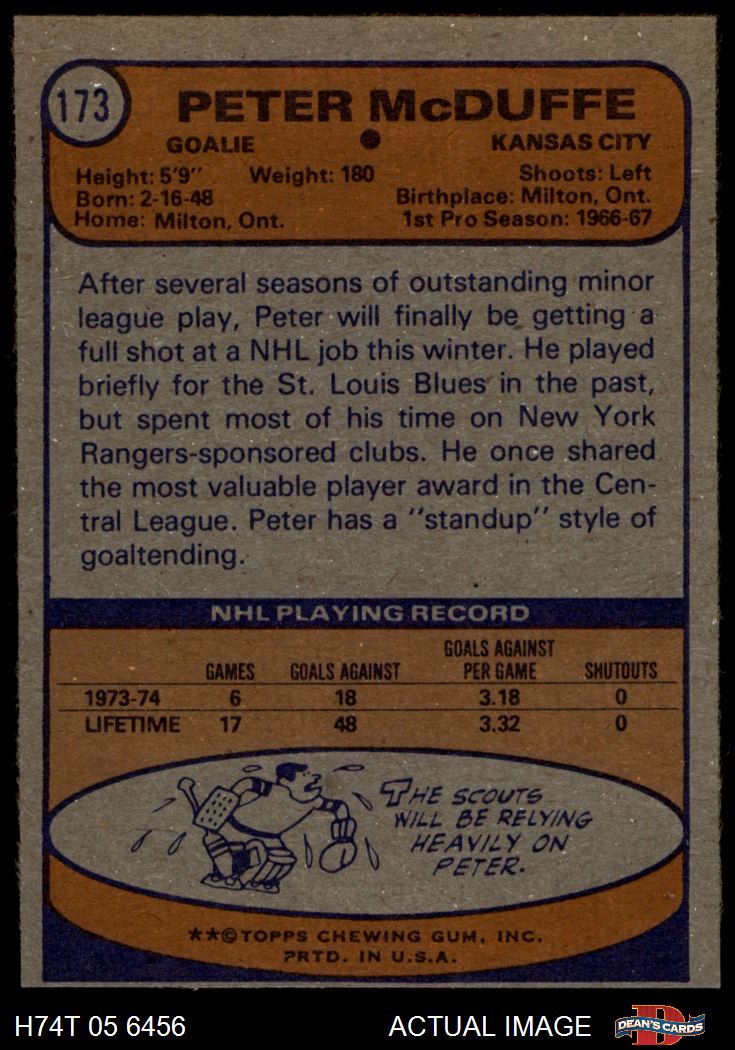 173
PETER McDUFFE
GOALIE ● KANSAS CITY
Height: 5'9" Weight: 180 Shoots: Left
Born: 2-16-48 Birthplace: Milton, Ont.
Home: Milton, Ont. 1st Pro Season: 1966-67
After several seasons of outstanding minor
league play, Peter will finally be getting a
full shot at a NHL job this winter. He played
briefly for the St. Louis Blues in the past,
but spent most of his time on New York
Rangers-sponsored clubs. He once shared
the most valuable player award in the Cen-
tral League. Peter has a "standup" style of
goaltending.
NHL PLAYING RECORD
GAMES GOALS AGAINST GOALS AGAINST PER GAME SHUTOUTS
1973-74 6 18 3.18 0
LIFETIME 17 48 3.32 0
THE SCOUTS
WILL BE RELYING
HEAVILY ON
PETER.
**©TOPPS CHEWING GUM, INC.
PRTD. IN U.S.A.
H74T 05 6456 ACTUAL IMAGE DEAN'S CARDS